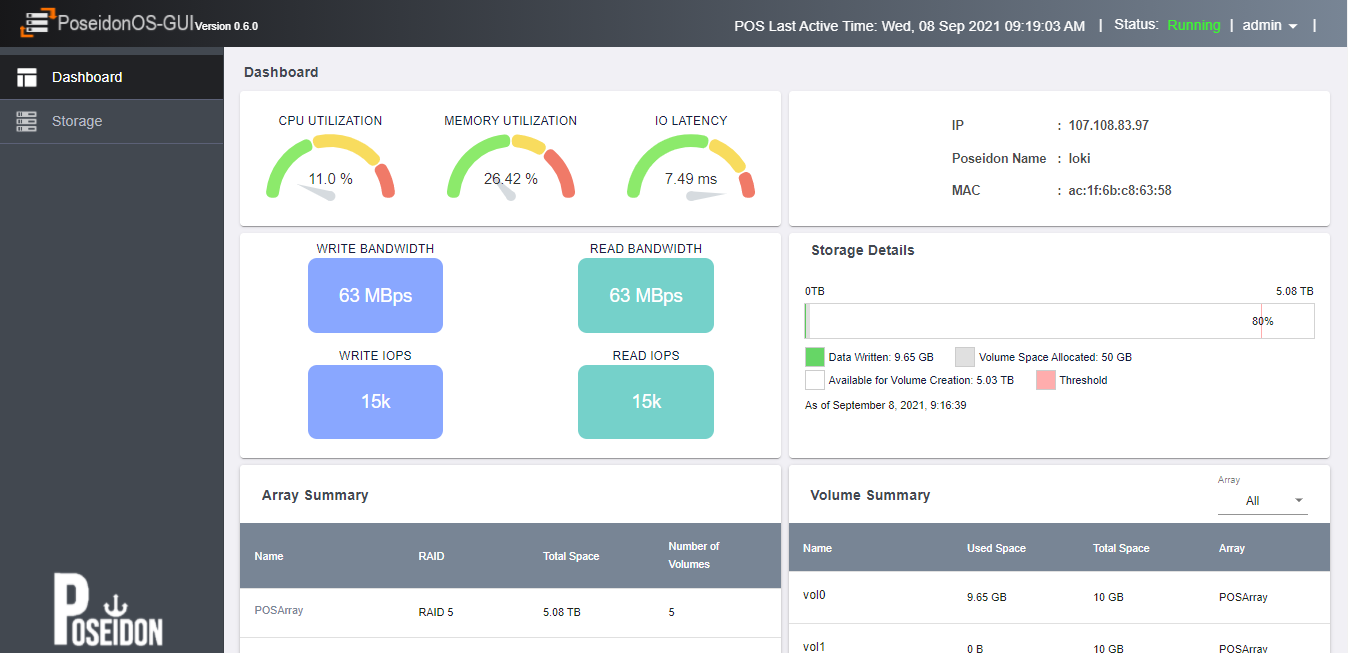 PoseidonOS-GUI Version 0.6.0
POS Last Active Time: Wed, 08 Sep 2021 09:19:03 AM | Status: Running | admin |
Dashboard
Storage
POSEIDON
Dashboard
CPU UTILIZATION
11.0 %
MEMORY UTILIZATION
26.42 %
IO LATENCY
7.49 ms
IP : 107.108.83.97
Poseidon Name : loki
MAC : ac:1f:6b:c8:63:58
WRITE BANDWIDTH
63 MBps
READ BANDWIDTH
63 MBps
WRITE IOPS
15k
READ IOPS
15k
Storage Details
0TB 5.08 TB
80%
Data Written: 9.65 GB Volume Space Allocated: 50 GB
Available for Volume Creation: 5.03 TB Threshold
As of September 8, 2021, 9:16:39
Array Summary
Name RAID Total Space Number of
Volumes
POSArray RAID 5 5.08 TB 5
Volume Summary
Array
All
Name Used Space Total Space Array
vol0 9.65 GB 10 GB POSArray
vol1 0 B 10 GB POSArray